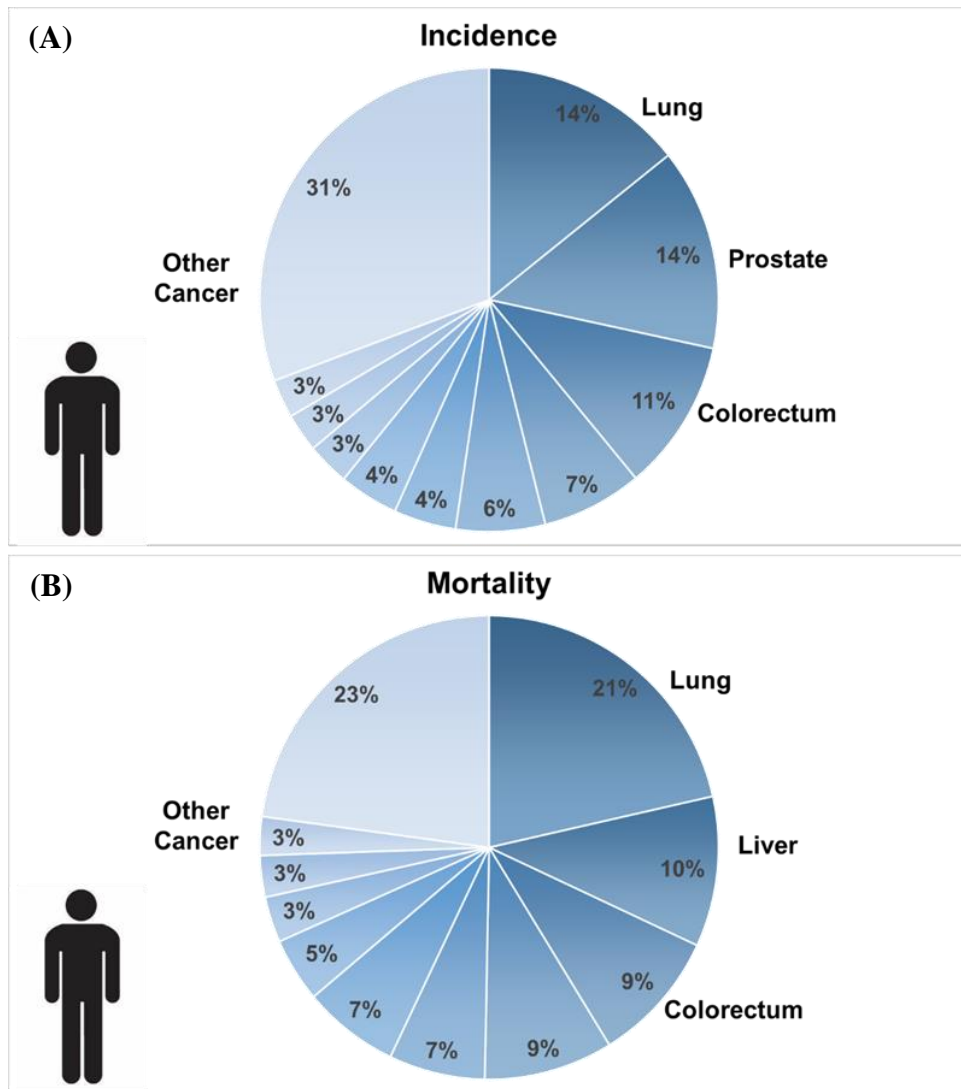 (A)
Incidence
14%
Lung
14%
Prostate
11%
Colorectum
7%
6%
4%
4%
3%
3%
3%
31%
Other
Cancer
(B)
Mortality
21%
Lung
10%
Liver
9%
Colorectum
9%
7%
7%
5%
3%
3%
3%
23%
Other
Cancer